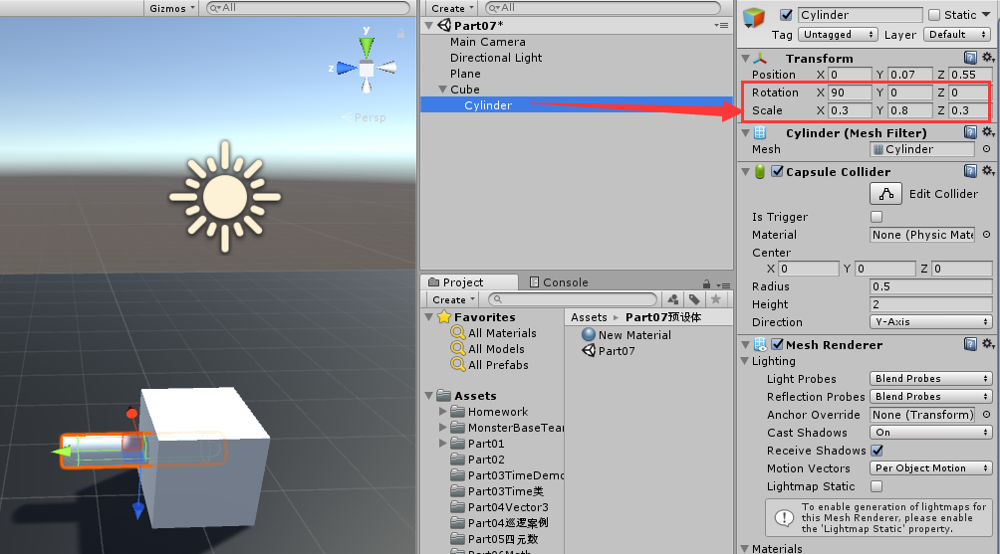 Gizmos
All
y
z
Persp
Create
All
Part07*
Main Camera
Directional Light
Plane
Cube
Cylinder
Project
Console
Create
Favorites
All Materials
All Models
All Prefabs
Assets
Homework
MonsterBaseTear
Part01
Part02
Part03TimeDemo
Part03Time类
Part04Vector3
Part04巡逻案例
Part05四元数
Assets ▸ Part07预设体
New Material
Part07
Cylinder
Static
Tag Untagged Layer Default
Transform
Position X 0 Y 0.07 Z 0.55
Rotation X 90 Y 0 Z 0
Scale X 0.3 Y 0.8 Z 0.3
Cylinder (Mesh Filter)
Mesh Cylinder
Capsule Collider
Edit Collider
Is Trigger
Material None (Physic Mate
Center
X 0 Y 0 Z 0
Radius 0.5
Height 2
Direction Y-Axis
Mesh Renderer
Lighting
Light Probes Blend Probes
Reflection Probes Blend Probes
Anchor Override None (Transform)
Cast Shadows On
Receive Shadows
Motion Vectors Per Object Motion
Lightmap Static
To enable generation of lightmaps for
this Mesh Renderer, please enable
the 'Lightmap Static' property.
Materials